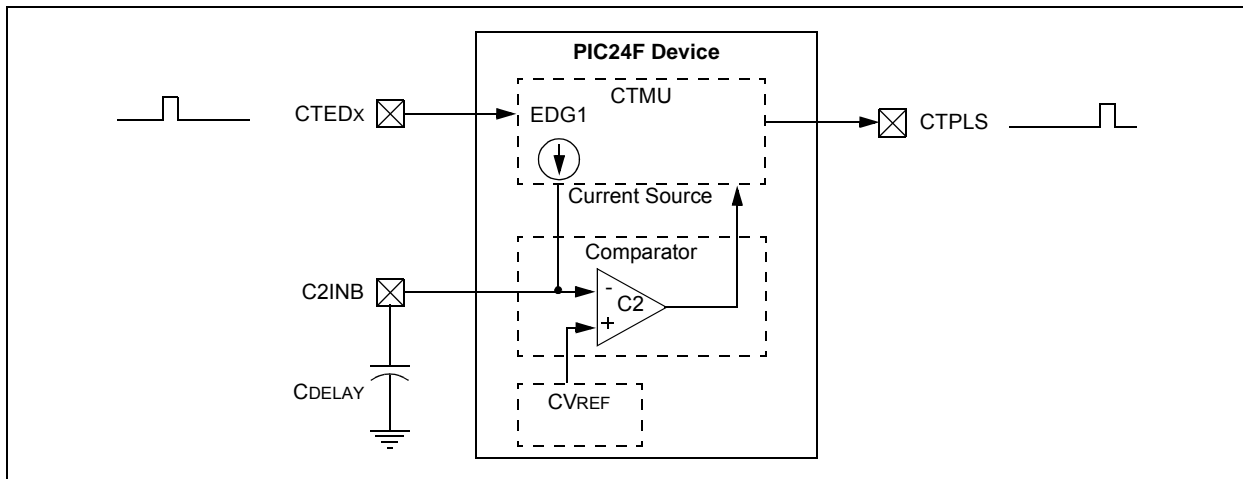 PIC24F Device
CTMU
CTEDX
EDG1
CTPLS
Current Source
Comparator
C2INB
-
C2
+
CDELAY
CVREF